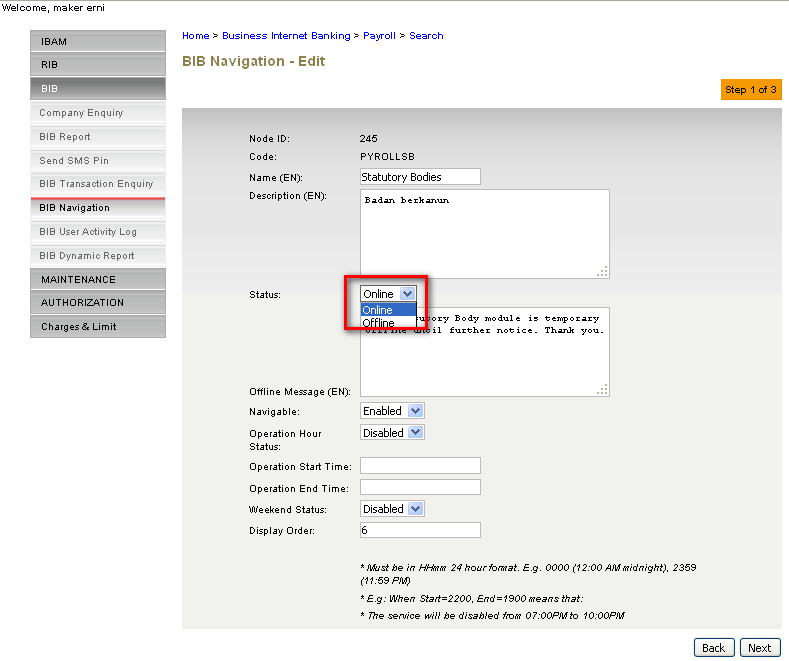 Welcome, maker erni
Home > Business Internet Banking > Payroll > Search
BIB Navigation - Edit
Step 1 of 3
IBAM
RIB
BIB
Company Enquiry
BIB Report
Send SMS Pin
BIB Transaction Enquiry
BIB Navigation
BIB User Activity Log
BIB Dynamic Report
MAINTENANCE
AUTHORIZATION
Charges & Limit
Node ID: 245
Code: PYROLLSB
Name (EN): Statutory Bodies
Description (EN): Badan berkanun
Status: Online
Online
Offline
Body module is temporary
until further notice. Thank you.
Offline Message (EN):
Navigable: Enabled
Operation Hour Disabled
Status:
Operation Start Time:
Operation End Time:
Weekend Status: Disabled
Display Order: 6
* Must be in HHmm 24 hour format. E.g. 0000 (12:00 AM midnight), 2359
(11:59 PM)
* E.g: When Start=2200, End=1900 means that:
* The service will be disabled from 07:00PM to 10:00PM
Back Next